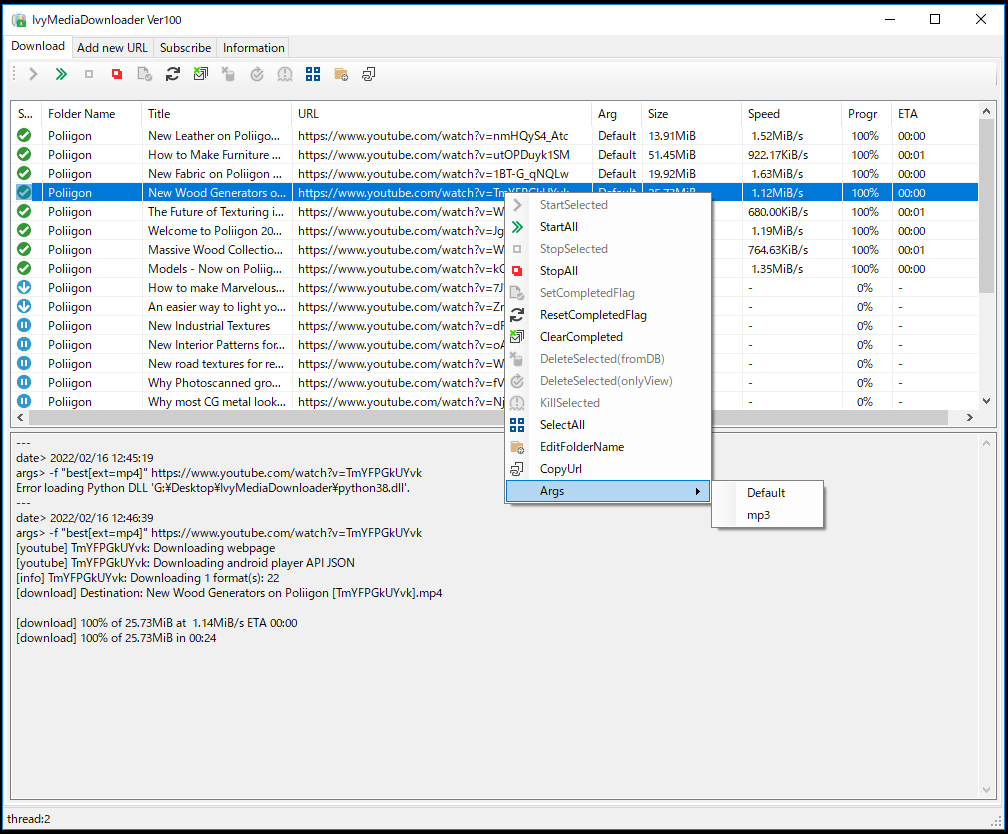 IvyMediaDownloader Ver100
Download Add new URL Subscribe Information
S... Folder Name Title URL Arg Size Speed Progr ETA
Poliigon New Leather on Poliigo... https://www.youtube.com/watch?v=nmHQyS4_Atc Default 13.91MiB 1.52MiB/s 100% 00:00
Poliigon How to Make Furniture ... https://www.youtube.com/watch?v=utOPDuyk1SM Default 51.45MiB 922.17KiB/s 100% 00:01
Poliigon New Fabric on Poliigon ... https://www.youtube.com/watch?v=1BT-G_qNQLw Default 19.92MiB 1.63MiB/s 100% 00:00
Poliigon New Wood Generators o... https://www.youtube.com/watch?v=TmYFPGkUYvk Default 25.73MiB 1.12MiB/s 100% 00:00
Poliigon The Future of Texturing i... https://www.youtube.com/watch?v=W 680.00KiB/s 100% 00:01
Poliigon Welcome to Poliigon 20... https://www.youtube.com/watch?v=Jg 1.19MiB/s 100% 00:00
Poliigon Massive Wood Collectio... https://www.youtube.com/watch?v=W 764.63KiB/s 100% 00:01
Poliigon Models - Now on Poliig... https://www.youtube.com/watch?v=k 1.35MiB/s 100% 00:00
Poliigon How to make Marvelous... https://www.youtube.com/watch?v=7J - 0% -
Poliigon An easier way to light yo... https://www.youtube.com/watch?v=Zr - 0% -
Poliigon New Industrial Textures https://www.youtube.com/watch?v=dF - 0% -
Poliigon New Interior Patterns for... https://www.youtube.com/watch?v=oA - 0% -
Poliigon New road textures for re... https://www.youtube.com/watch?v=W - 0% -
Poliigon Why Photoscanned gro... https://www.youtube.com/watch?v=fV - 0% -
Poliigon Why most CG metal look... https://www.youtube.com/watch?v=Nj - 0% -
StartSelected
StartAll
StopSelected
StopAll
SetCompletedFlag
ResetCompletedFlag
ClearCompleted
DeleteSelected(fromDB)
DeleteSelected(onlyView)
KillSelected
SelectAll
EditFolderName
CopyUrl
Args
Default
mp3
---
date> 2022/02/16 12:45:19
args> -f "best[ext=mp4]" https://www.youtube.com/watch?v=TmYFPGkUYvk
Error loading Python DLL 'G:¥Desktop¥IvyMediaDownloader¥python38.dll'.
---
date> 2022/02/16 12:46:39
args> -f "best[ext=mp4]" https://www.youtube.com/watch?v=TmYFPGkUYvk
[youtube] TmYFPGkUYvk: Downloading webpage
[youtube] TmYFPGkUYvk: Downloading android player API JSON
[info] TmYFPGkUYvk: Downloading 1 format(s): 22
[download] Destination: New Wood Generators on Poliigon [TmYFPGkUYvk].mp4
[download] 100% of 25.73MiB at 1.14MiB/s ETA 00:00
[download] 100% of 25.73MiB in 00:24
thread:2